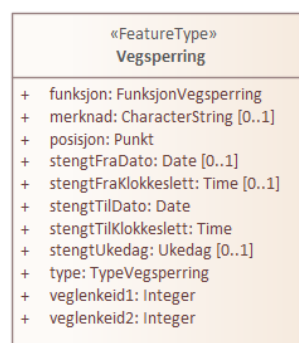 «FeatureType»
Vegsperring
+ funksjon: FunksjonVegsperring
+ merknad: CharacterString [0..1]
+ posisjon: Punkt
+ stengtFraDato: Date [0..1]
+ stengtFraKlokkeslett: Time [0..1]
+ stengtTilDato: Date
+ stengtTilKlokkeslett: Time
+ stengtUkedag: Ukedag [0..1]
+ type: TypeVegsperring
+ veglenkeid1: Integer
+ veglenkeid2: Integer